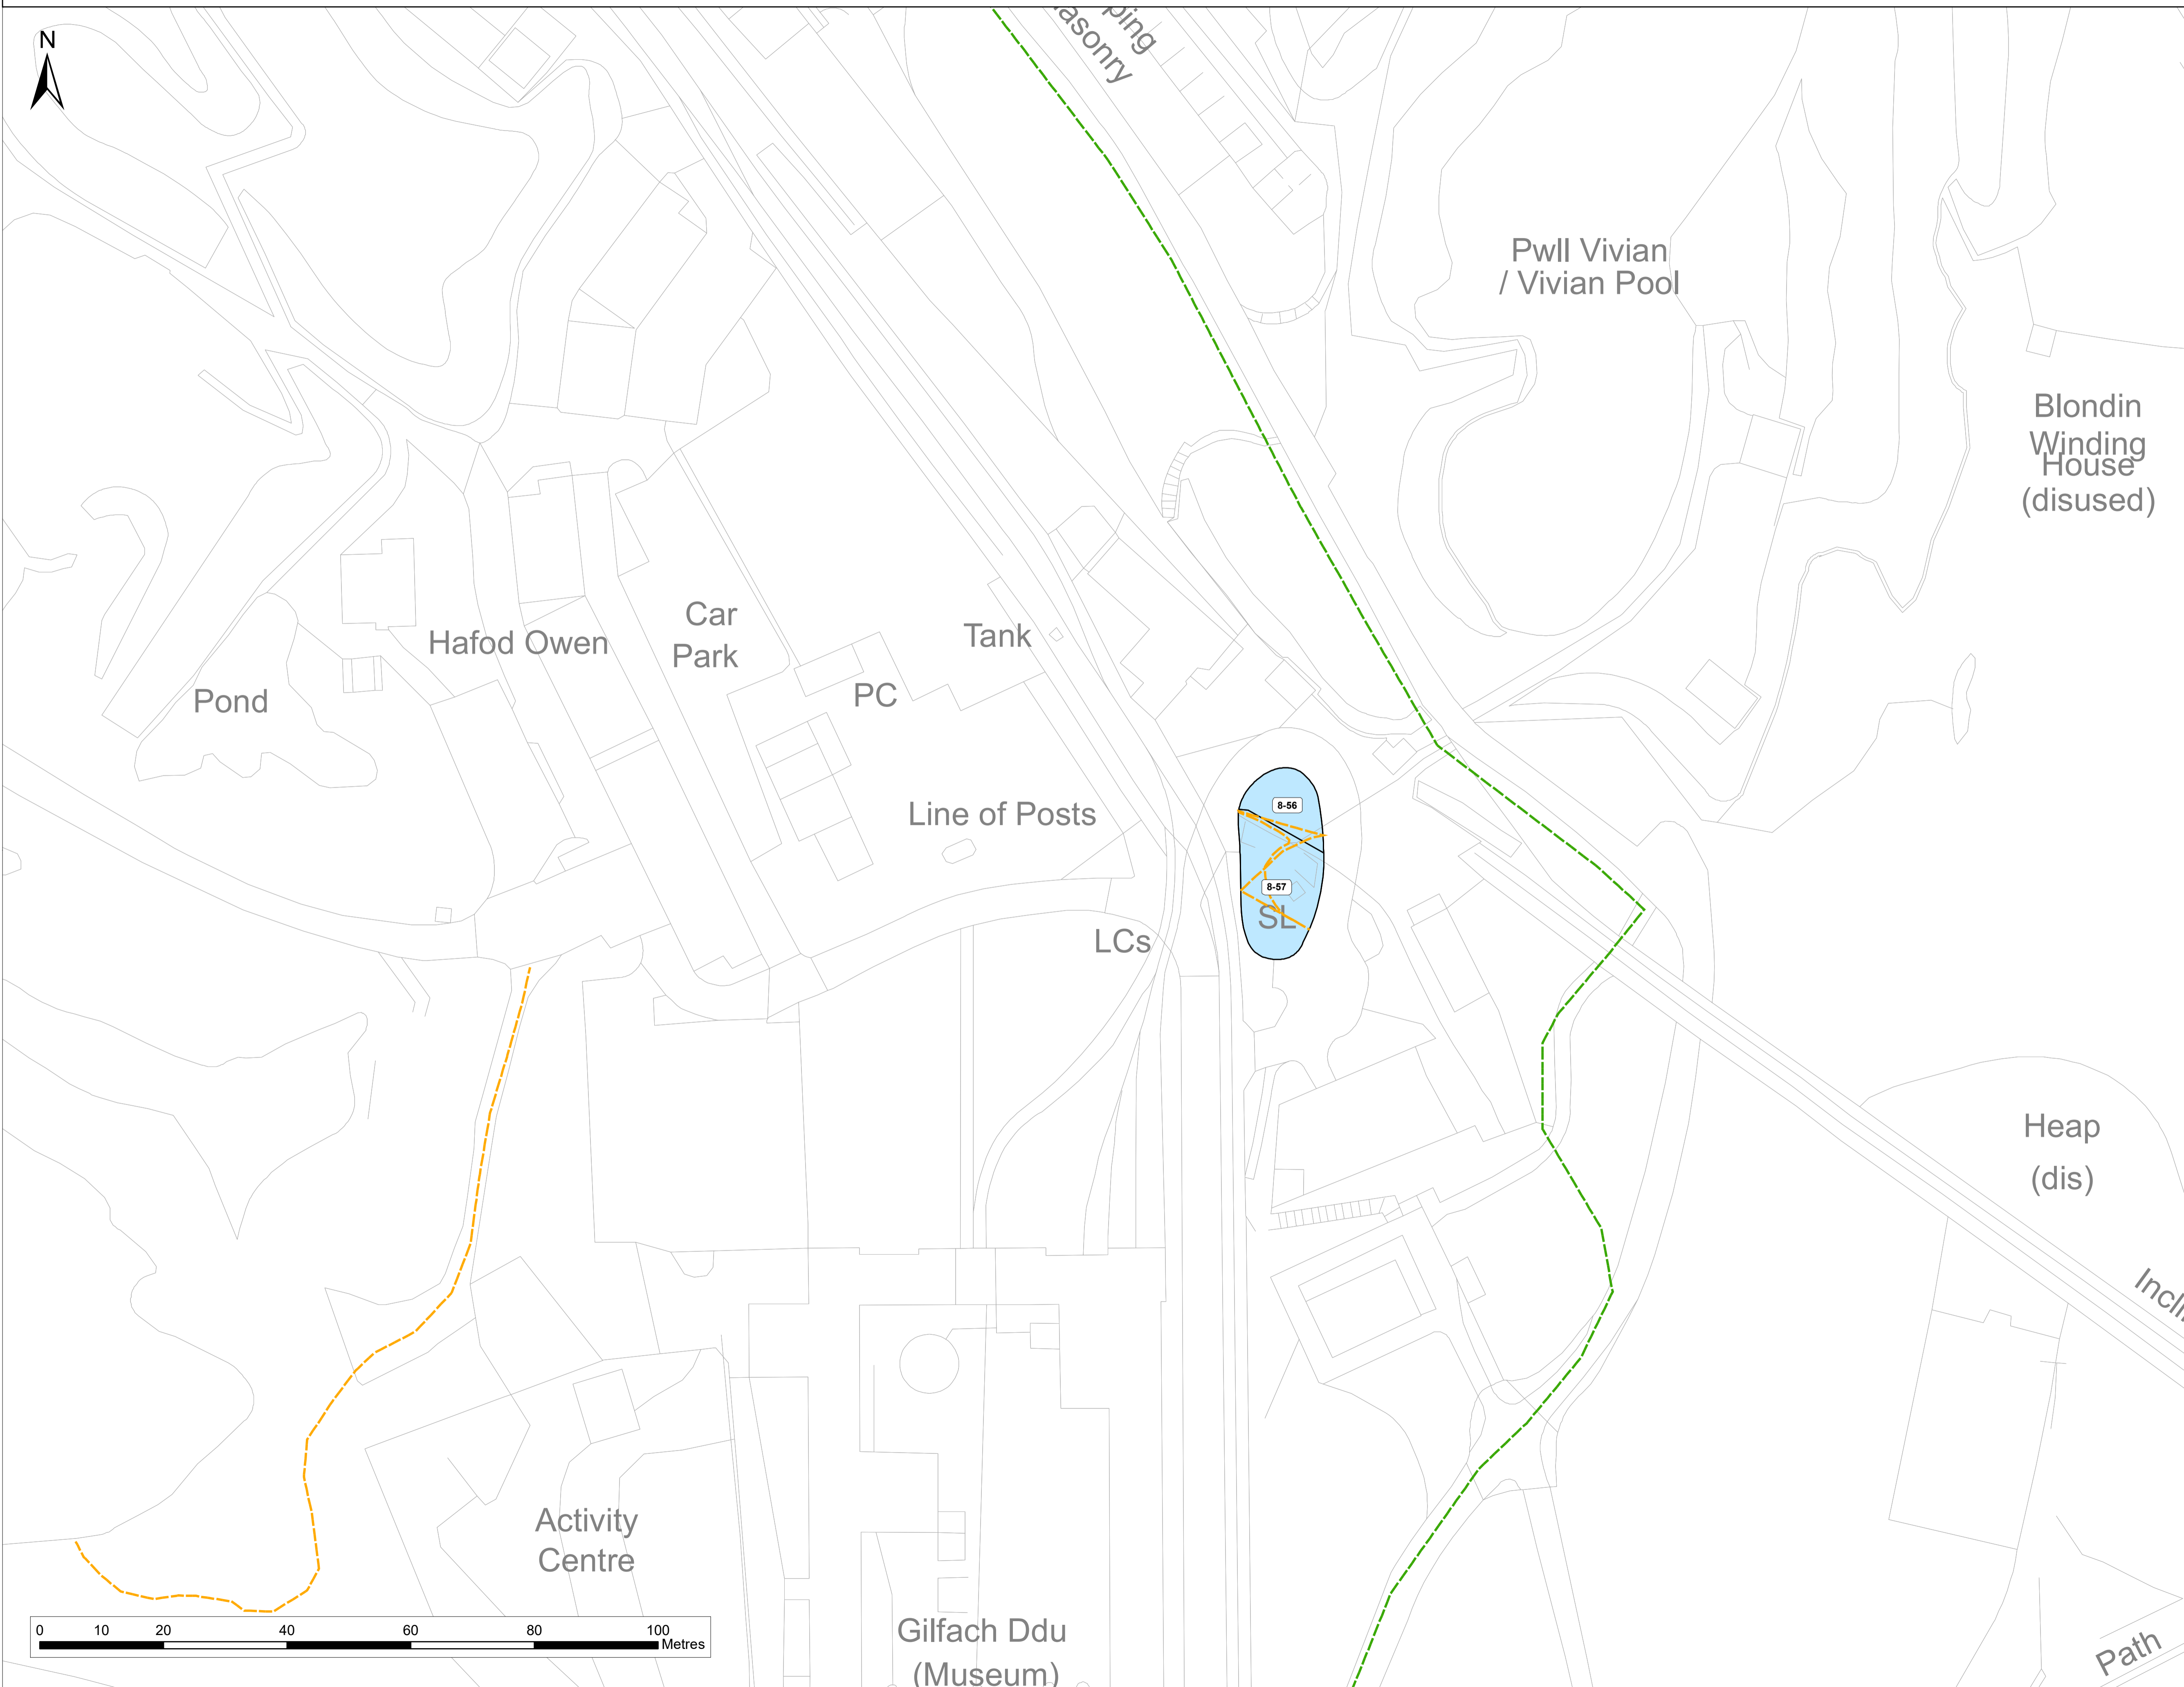 N
ping
asonry
Pwll Vivian
/ Vivian Pool
Blondin
Winding
House
(disused)
Car
Park
Tank
Hafod Owen
PC
Pond
8-56
Line of Posts
8-57
SL
LCs
Heap
(dis)
Incli
Activity
Centre
Gilfach Ddu
(Museum)
Path
0 10 20 40 60 80 100
Metres